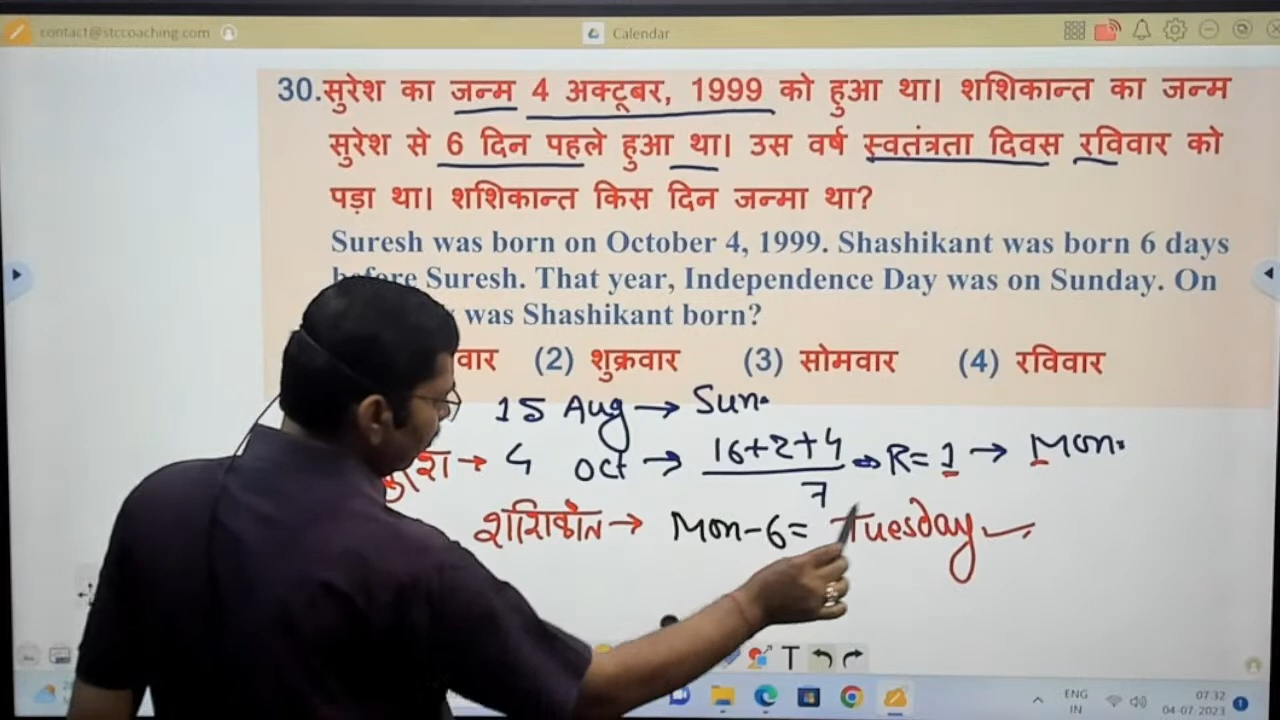 contact@stccoaching.com
Calendar
30.सुरेश का जन्म 4 अक्टूबर, 1999 को हुआ था। शशिकान्त का जन्म
सुरेश से 6 दिन पहले हुआ था। उस वर्ष स्वतंत्रता दिवस रविवार को
पड़ा था। शशिकान्त किस दिन जन्मा था?
Suresh was born on October 4, 1999. Shashikant was born 6 days
before Suresh. That year, Independence Day was on Sunday. On
was Shashikant born?
वार (2) शुक्रवार (3) सोमवार (4) रविवार
15 Aug → Sun.
→ 4 Oct → 16+2+4 / 7 ⇒ R=1 → Mon.
शशिकांत → Mon-6= Tuesday
T
ENG
IN
07:32
04-07-2023